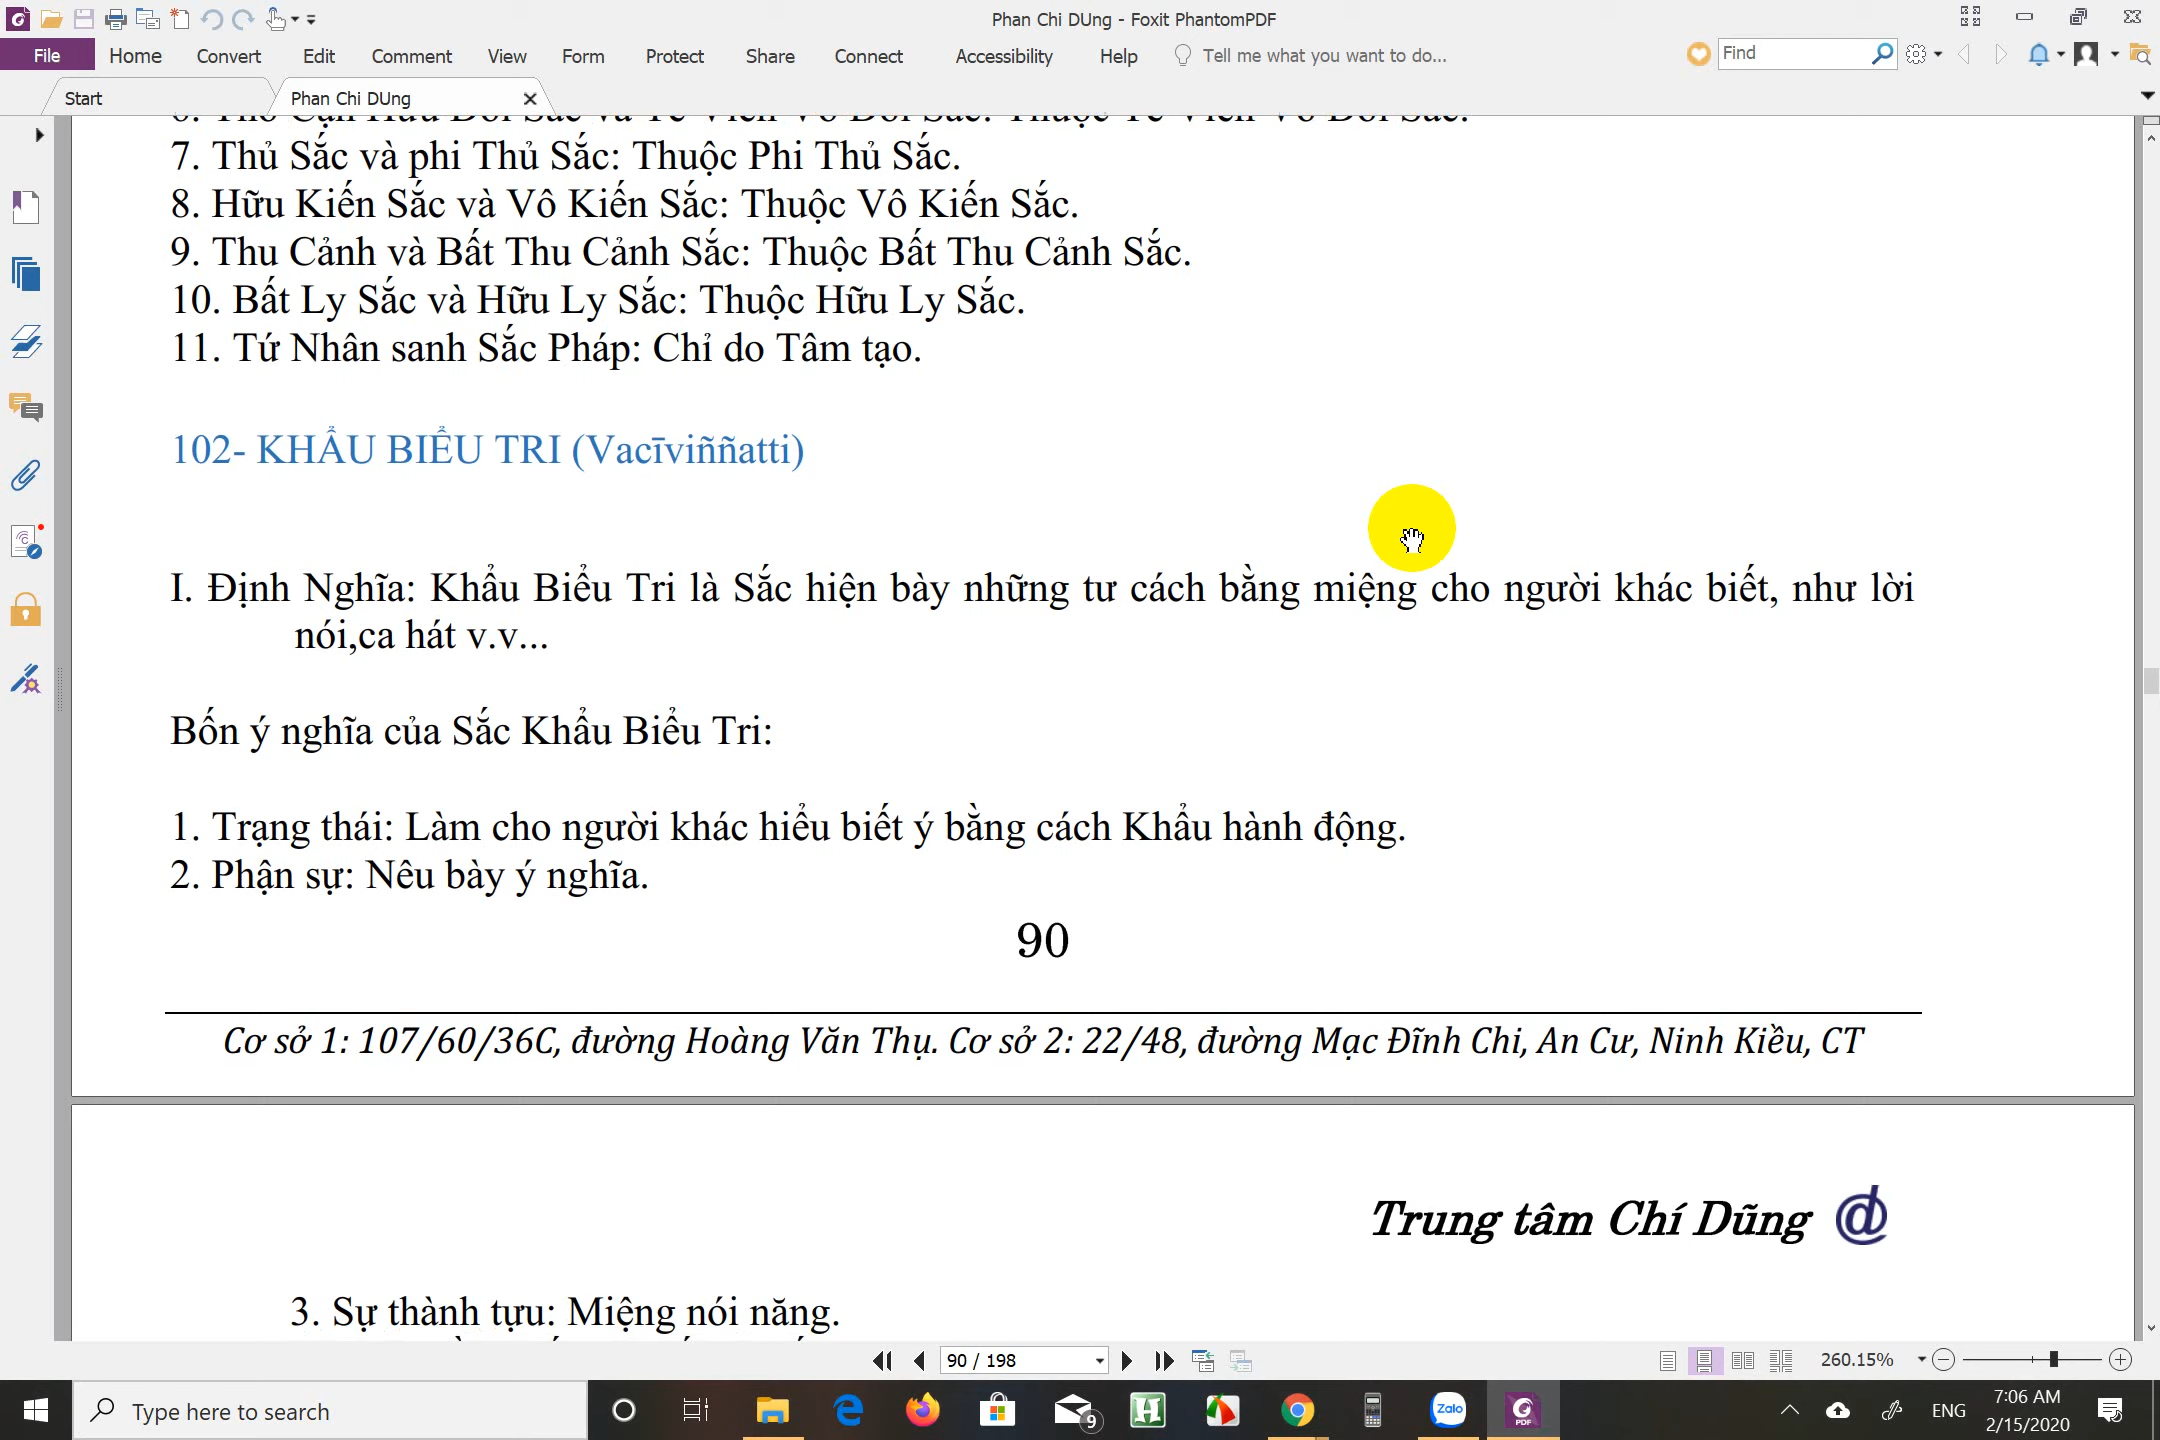 Phan Chi DUng - Foxit PhantomPDF
File Home Convert Edit Comment View Form Protect Share Connect Accessibility Help Tell me what you want to do... Find
Start Phan Chi DUng
7. Thủ Sắc và phi Thủ Sắc: Thuộc Phi Thủ Sắc.
8. Hữu Kiến Sắc và Vô Kiến Sắc: Thuộc Vô Kiến Sắc.
9. Thu Cảnh và Bất Thu Cảnh Sắc: Thuộc Bất Thu Cảnh Sắc.
10. Bất Ly Sắc và Hữu Ly Sắc: Thuộc Hữu Ly Sắc.
11. Tứ Nhân sanh Sắc Pháp: Chỉ do Tâm tạo.
102- KHẨU BIỂU TRI (Vacīviññatti)
I. Định Nghĩa: Khẩu Biểu Tri là Sắc hiện bày những tư cách bằng miệng cho người khác biết, như lời
nói,ca hát v.v...
Bốn ý nghĩa của Sắc Khẩu Biểu Tri:
1. Trạng thái: Làm cho người khác hiểu biết ý bằng cách Khẩu hành động.
2. Phận sự: Nêu bày ý nghĩa.
90
Cơ sở 1: 107/60/36C, đường Hoàng Văn Thụ. Cơ sở 2: 22/48, đường Mạc Đĩnh Chi, An Cư, Ninh Kiều, CT
Trung tâm Chí Dũng
3. Sự thành tựu: Miệng nói năng.
90 / 198
260.15%
Type here to search
9
Zalo
PDF
ENG
7:06 AM
2/15/2020